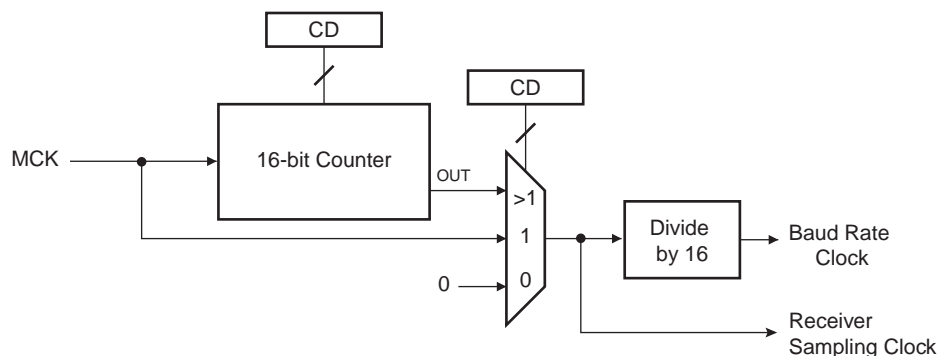 CD
CD
MCK
16-bit Counter
OUT
>1
1
0
0
Divide
by 16
Baud Rate
Clock
Receiver
Sampling Clock